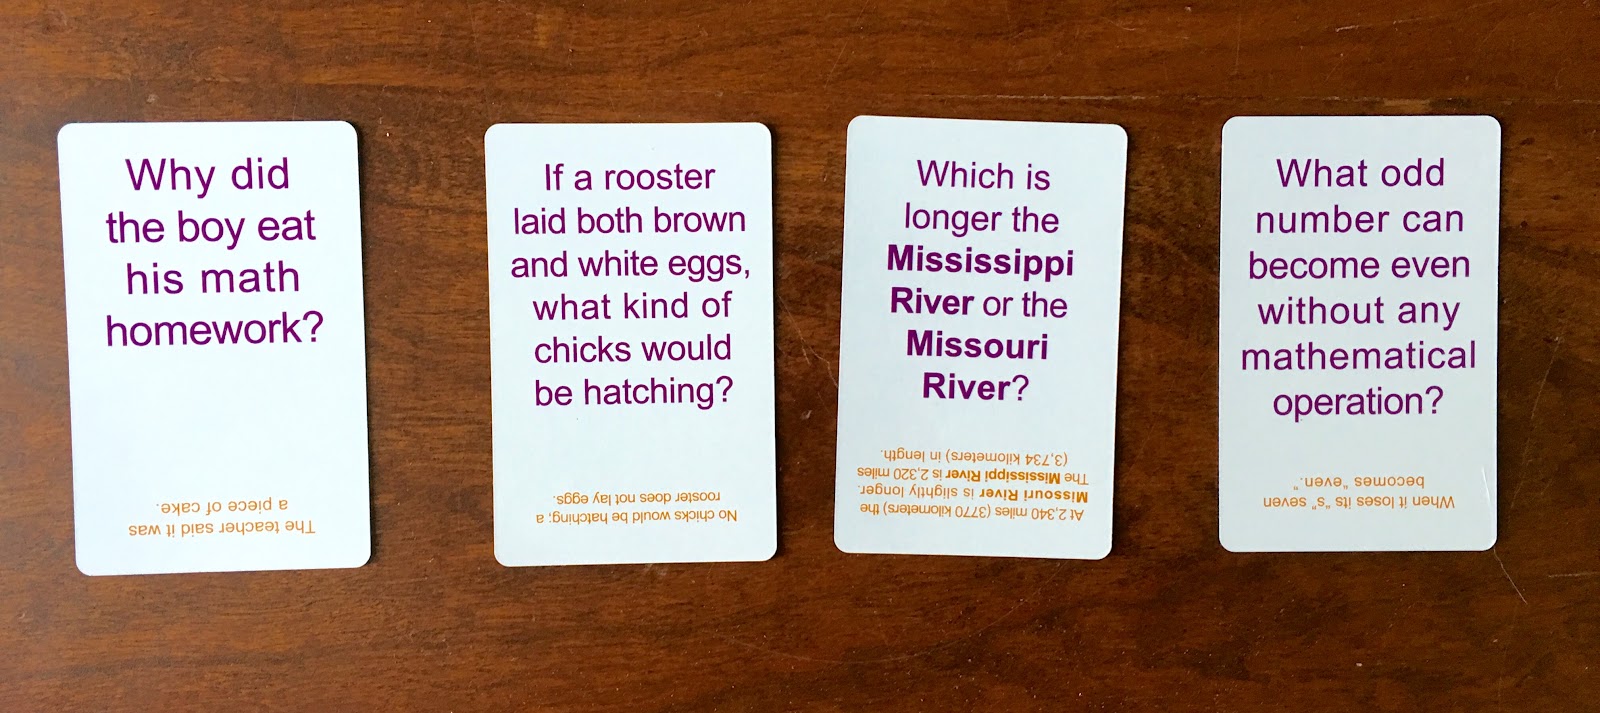 Why did
the boy eat
his math
homework?
The teacher said it was
a piece of cake.
If a rooster
laid both brown
and white eggs,
what kind of
chicks would
be hatching?
No chicks would be hatching; a
rooster does not lay eggs.
Which is
longer the
Mississippi
River or the
Missouri
River?
At 2,340 miles (3770 kilometers) the
Missouri River is slightly longer.
The Mississippi River is 2,320 miles
(3,734 kilometers) in length.
What odd
number can
become even
without any
mathematical
operation?
When it loses its "s" seven
becomes "even."